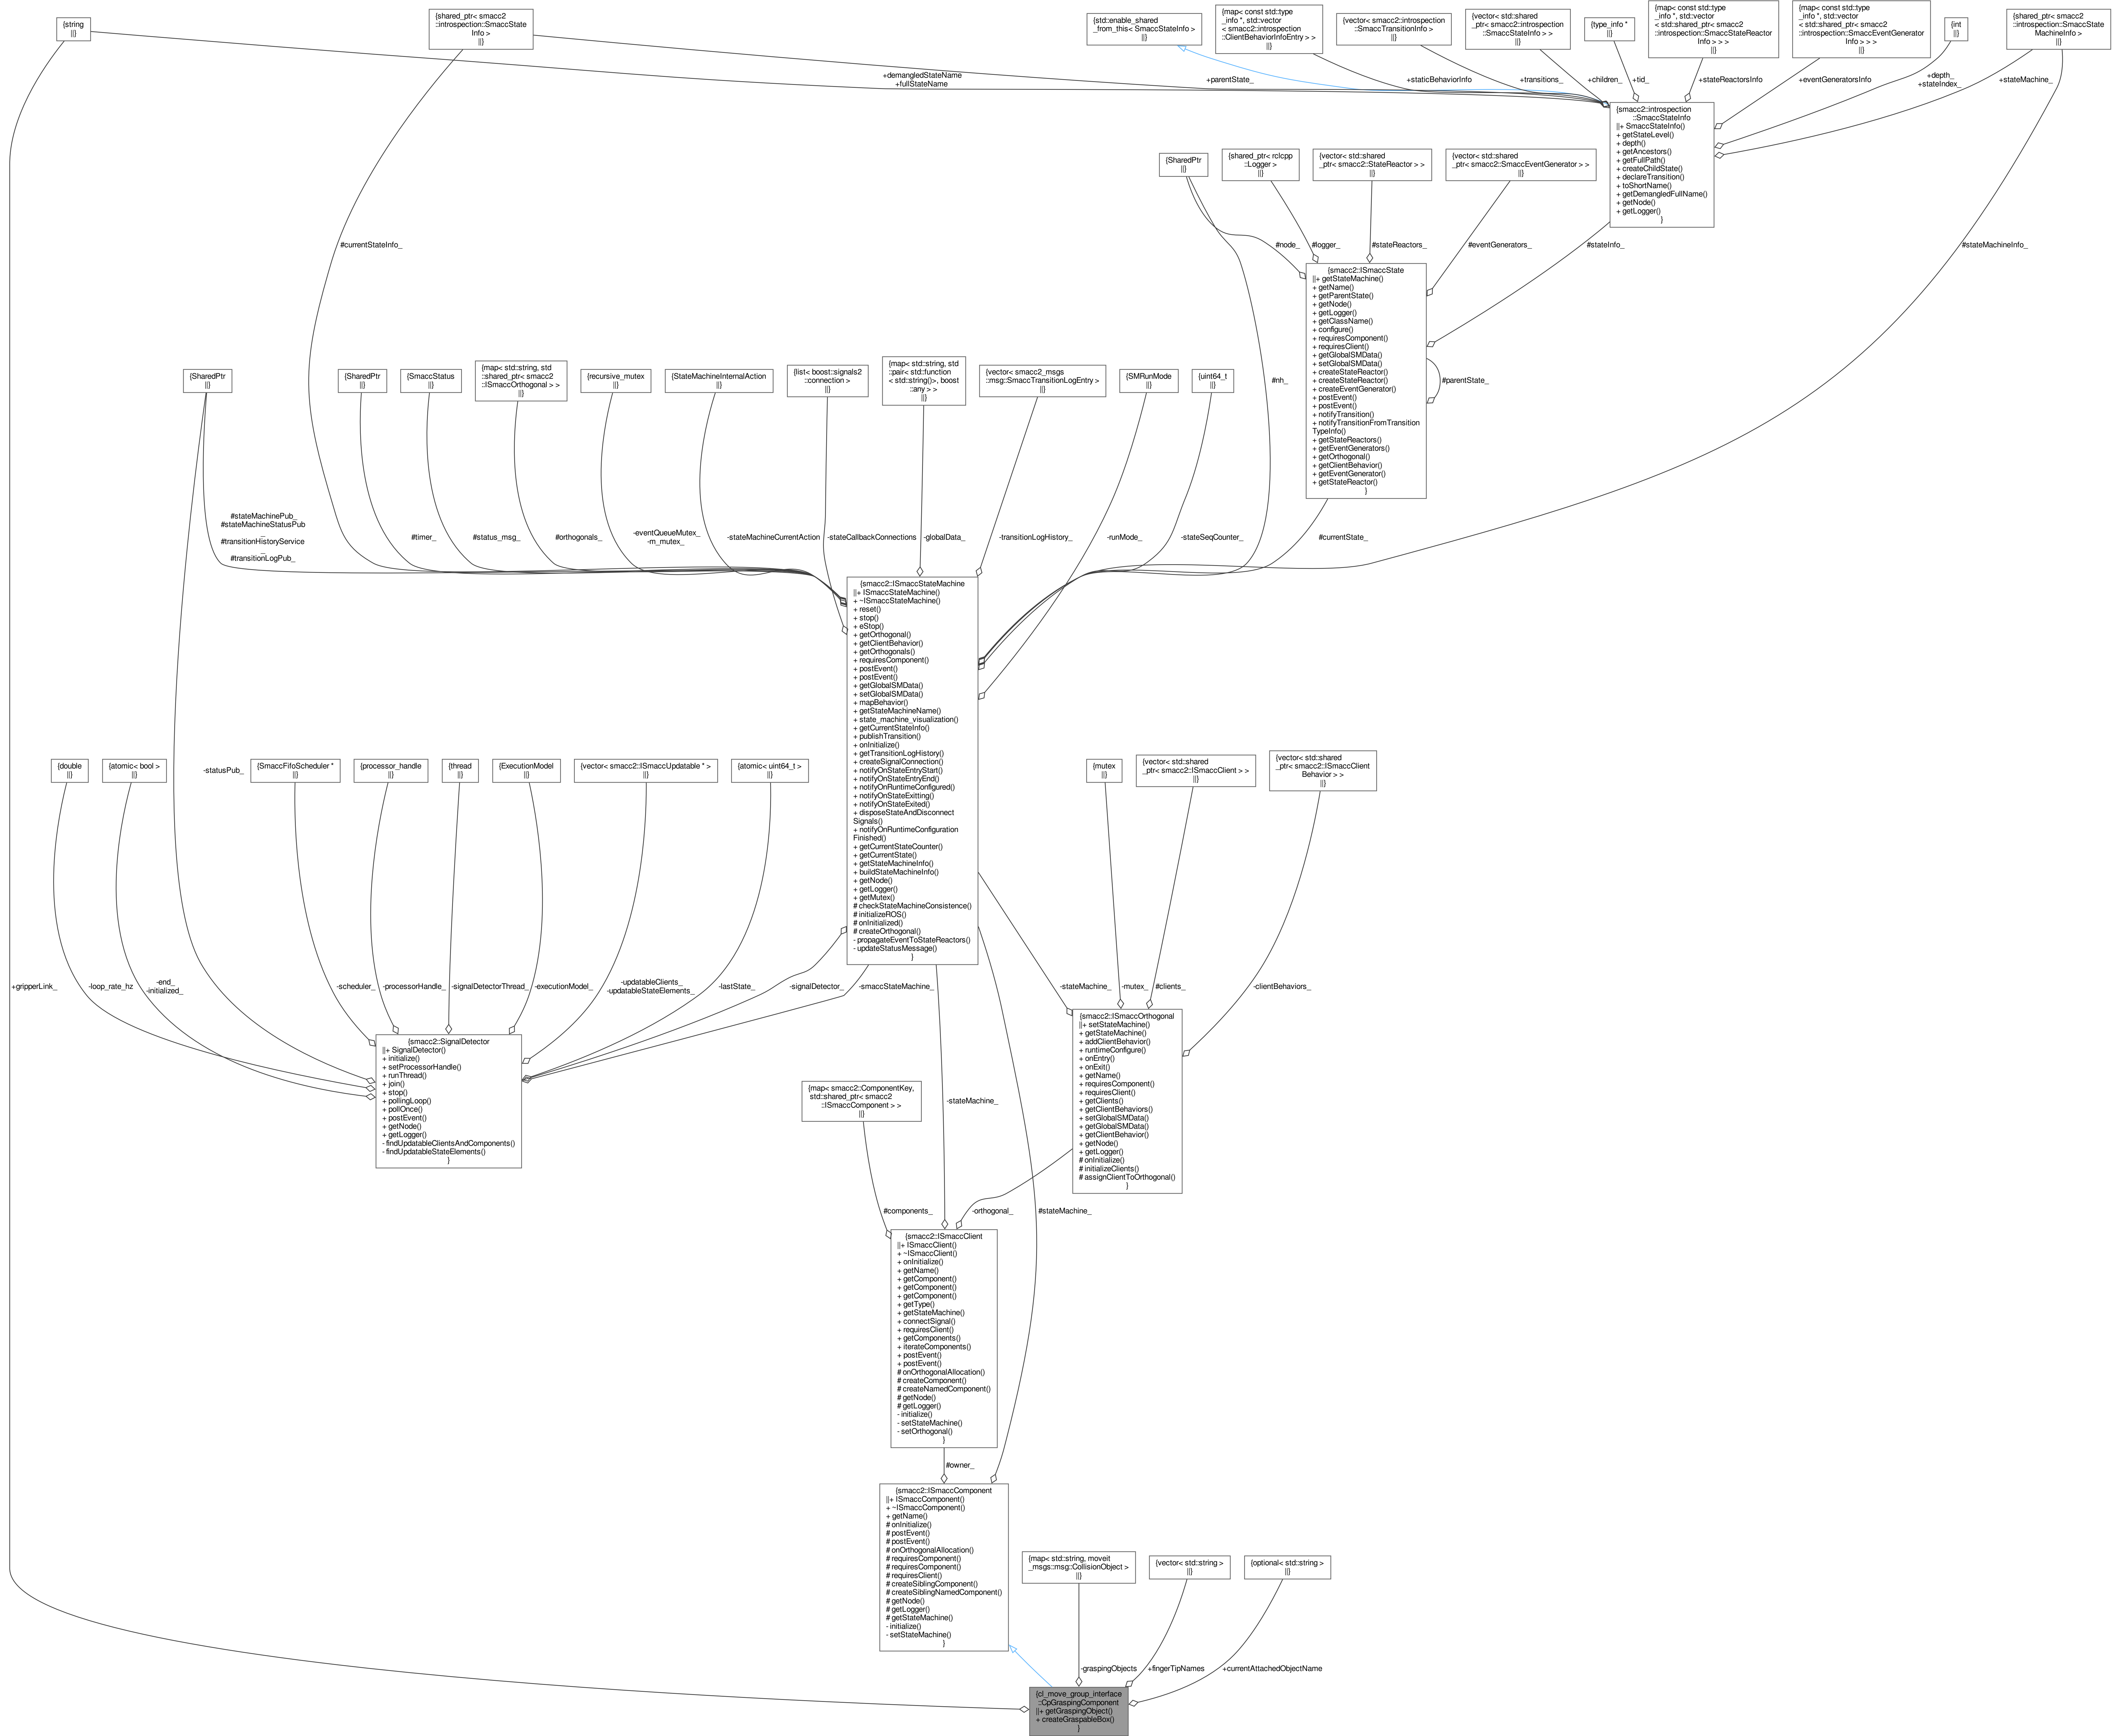 {string
||}
{shared_ptr< smacc2
::introspection::SmaccState
Info >
||}
{std::enable_shared
_from_this< SmaccStateInfo >
||}
{map< const std::type
_info *, std::vector
< smacc2::introspection
::ClientBehaviorInfoEntry > >
||}
{vector< smacc2::introspection
::SmaccTransitionInfo >
||}
{vector< std::shared
_ptr< smacc2::introspection
::SmaccStateInfo > >
||}
{type_info *
||}
{map< const std::type
_info *, std::vector
< std::shared_ptr< smacc2
::introspection::SmaccStateReactor
Info > > >
||}
{map< const std::type
_info *, std::vector
< std::shared_ptr< smacc2
::introspection::SmaccEventGenerator
Info > > >
||}
{int
||}
{shared_ptr< smacc2
::introspection::SmaccState
MachineInfo >
||}
+demangledStateName
+fullStateName
+parentState_
+staticBehaviorInfo
+transitions_
+children_
+tid_
+stateReactorsInfo
+eventGeneratorsInfo
+depth_
+stateIndex_
+stateMachine_
{smacc2::introspection
::SmaccStateInfo
||+ SmaccStateInfo()
+ getStateLevel()
+ depth()
+ getAncestors()
+ getFullPath()
+ createChildState()
+ declareTransition()
+ toShortName()
+ getDemangledFullName()
+ getNode()
+ getLogger()
}
{SharedPtr
||}
{shared_ptr< rclcpp
::Logger >
||}
{vector< std::shared
_ptr< smacc2::StateReactor > >
||}
{vector< std::shared
_ptr< smacc2::SmaccEventGenerator > >
||}
#currentStateInfo_
#node_
#logger_
#stateReactors_
#eventGenerators_
#stateInfo_
#stateMachineInfo_
{smacc2::ISmaccState
||+ getStateMachine()
+ getName()
+ getParentState()
+ getNode()
+ getLogger()
+ getClassName()
+ configure()
+ requiresComponent()
+ requiresClient()
+ getGlobalSMData()
+ setGlobalSMData()
+ createStateReactor()
+ createStateReactor()
+ createEventGenerator()
+ postEvent()
+ postEvent()
+ notifyTransition()
+ notifyTransitionFromTransition
TypeInfo()
+ getStateReactors()
+ getEventGenerators()
+ getOrthogonal()
+ getClientBehavior()
+ getEventGenerator()
+ getStateReactor()
}
#parentState_
#nh_
{SharedPtr
||}
{SharedPtr
||}
{SmaccStatus
||}
{map< std::string, std
::shared_ptr< smacc2
::ISmaccOrthogonal > >
||}
{recursive_mutex
||}
{StateMachineInternalAction
||}
{list< boost::signals2
::connection >
||}
{map< std::string, std
::pair< std::function
< std::string()>, boost
::any > >
||}
{vector< smacc2_msgs
::msg::SmaccTransitionLogEntry >
||}
{SMRunMode
||}
{uint64_t
||}
#stateMachinePub_
#stateMachineStatusPub
_
#transitionHistoryService
_
#transitionLogPub_
#timer_
#status_msg_
#orthogonals_
-eventQueueMutex_
-m_mutex_
-stateMachineCurrentAction
-stateCallbackConnections
-globalData_
-transitionLogHistory_
-runMode_
-stateSeqCounter_
#currentState_
{smacc2::ISmaccStateMachine
||+ ISmaccStateMachine()
+ ~ISmaccStateMachine()
+ reset()
+ stop()
+ eStop()
+ getOrthogonal()
+ getClientBehavior()
+ getOrthogonals()
+ requiresComponent()
+ postEvent()
+ postEvent()
+ getGlobalSMData()
+ setGlobalSMData()
+ mapBehavior()
+ getStateMachineName()
+ state_machine_visualization()
+ getCurrentStateInfo()
+ publishTransition()
+ onInitialize()
+ getTransitionLogHistory()
+ createSignalConnection()
+ notifyOnStateEntryStart()
+ notifyOnStateEntryEnd()
+ notifyOnRuntimeConfigured()
+ notifyOnStateExitting()
+ notifyOnStateExited()
+ disposeStateAndDisconnect
Signals()
+ notifyOnRuntimeConfiguration
Finished()
+ getCurrentStateCounter()
+ getCurrentState()
+ getStateMachineInfo()
+ buildStateMachineInfo()
+ getNode()
+ getLogger()
+ getMutex()
# checkStateMachineConsistence()
# initializeROS()
# onInitialized()
# createOrthogonal()
- propagateEventToStateReactors()
- updateStatusMessage()
}
{double
||}
{atomic< bool >
||}
-statusPub_
{SmaccFifoScheduler *
||}
{processor_handle
||}
{thread
||}
{ExecutionModel
||}
{vector< smacc2::ISmaccUpdatable * >
||}
{atomic< uint64_t >
||}
{mutex
||}
{vector< std::shared
_ptr< smacc2::ISmaccClient > >
||}
{vector< std::shared
_ptr< smacc2::ISmaccClient
Behavior > >
||}
+gripperLink_
-loop_rate_hz
-end_
-initialized_
-scheduler_
-processorHandle_
-signalDetectorThread_
-executionModel_
-updatableClients_
-updatableStateElements_
-lastState_
-signalDetector_
-smaccStateMachine_
-stateMachine_
-mutex_
#clients_
-clientBehaviors_
{smacc2::SignalDetector
||+ SignalDetector()
+ initialize()
+ setProcessorHandle()
+ runThread()
+ join()
+ stop()
+ pollingLoop()
+ pollOnce()
+ postEvent()
+ getNode()
+ getLogger()
- findUpdatableClientsAndComponents()
- findUpdatableStateElements()
}
{smacc2::ISmaccOrthogonal
||+ setStateMachine()
+ getStateMachine()
+ addClientBehavior()
+ runtimeConfigure()
+ onEntry()
+ onExit()
+ getName()
+ requiresComponent()
+ requiresClient()
+ getClients()
+ getClientBehaviors()
+ setGlobalSMData()
+ getGlobalSMData()
+ getClientBehavior()
+ getNode()
+ getLogger()
# onInitialize()
# initializeClients()
# assignClientToOrthogonal()
}
{map< smacc2::ComponentKey,
std::shared_ptr< smacc2
::ISmaccComponent > >
||}
-stateMachine_
#components_
-orthogonal_
#stateMachine_
{smacc2::ISmaccClient
||+ ISmaccClient()
+ ~ISmaccClient()
+ onInitialize()
+ getName()
+ getComponent()
+ getComponent()
+ getComponent()
+ getType()
+ getStateMachine()
+ connectSignal()
+ requiresClient()
+ getComponents()
+ iterateComponents()
+ postEvent()
+ postEvent()
# onOrthogonalAllocation()
# createComponent()
# createNamedComponent()
# getNode()
# getLogger()
- initialize()
- setStateMachine()
- setOrthogonal()
}
#owner_
{smacc2::ISmaccComponent
||+ ISmaccComponent()
+ ~ISmaccComponent()
+ getName()
# onInitialize()
# postEvent()
# postEvent()
# onOrthogonalAllocation()
# requiresComponent()
# requiresComponent()
# requiresClient()
# createSiblingComponent()
# createSiblingNamedComponent()
# getNode()
# getLogger()
# getStateMachine()
- initialize()
- setStateMachine()
}
{map< std::string, moveit
_msgs::msg::CollisionObject >
||}
{vector< std::string >
||}
{optional< std::string >
||}
-graspingObjects
+fingerTipNames
+currentAttachedObjectName
{cl_move_group_interface
::CpGraspingComponent
||+ getGraspingObject()
+ createGraspableBox()
}